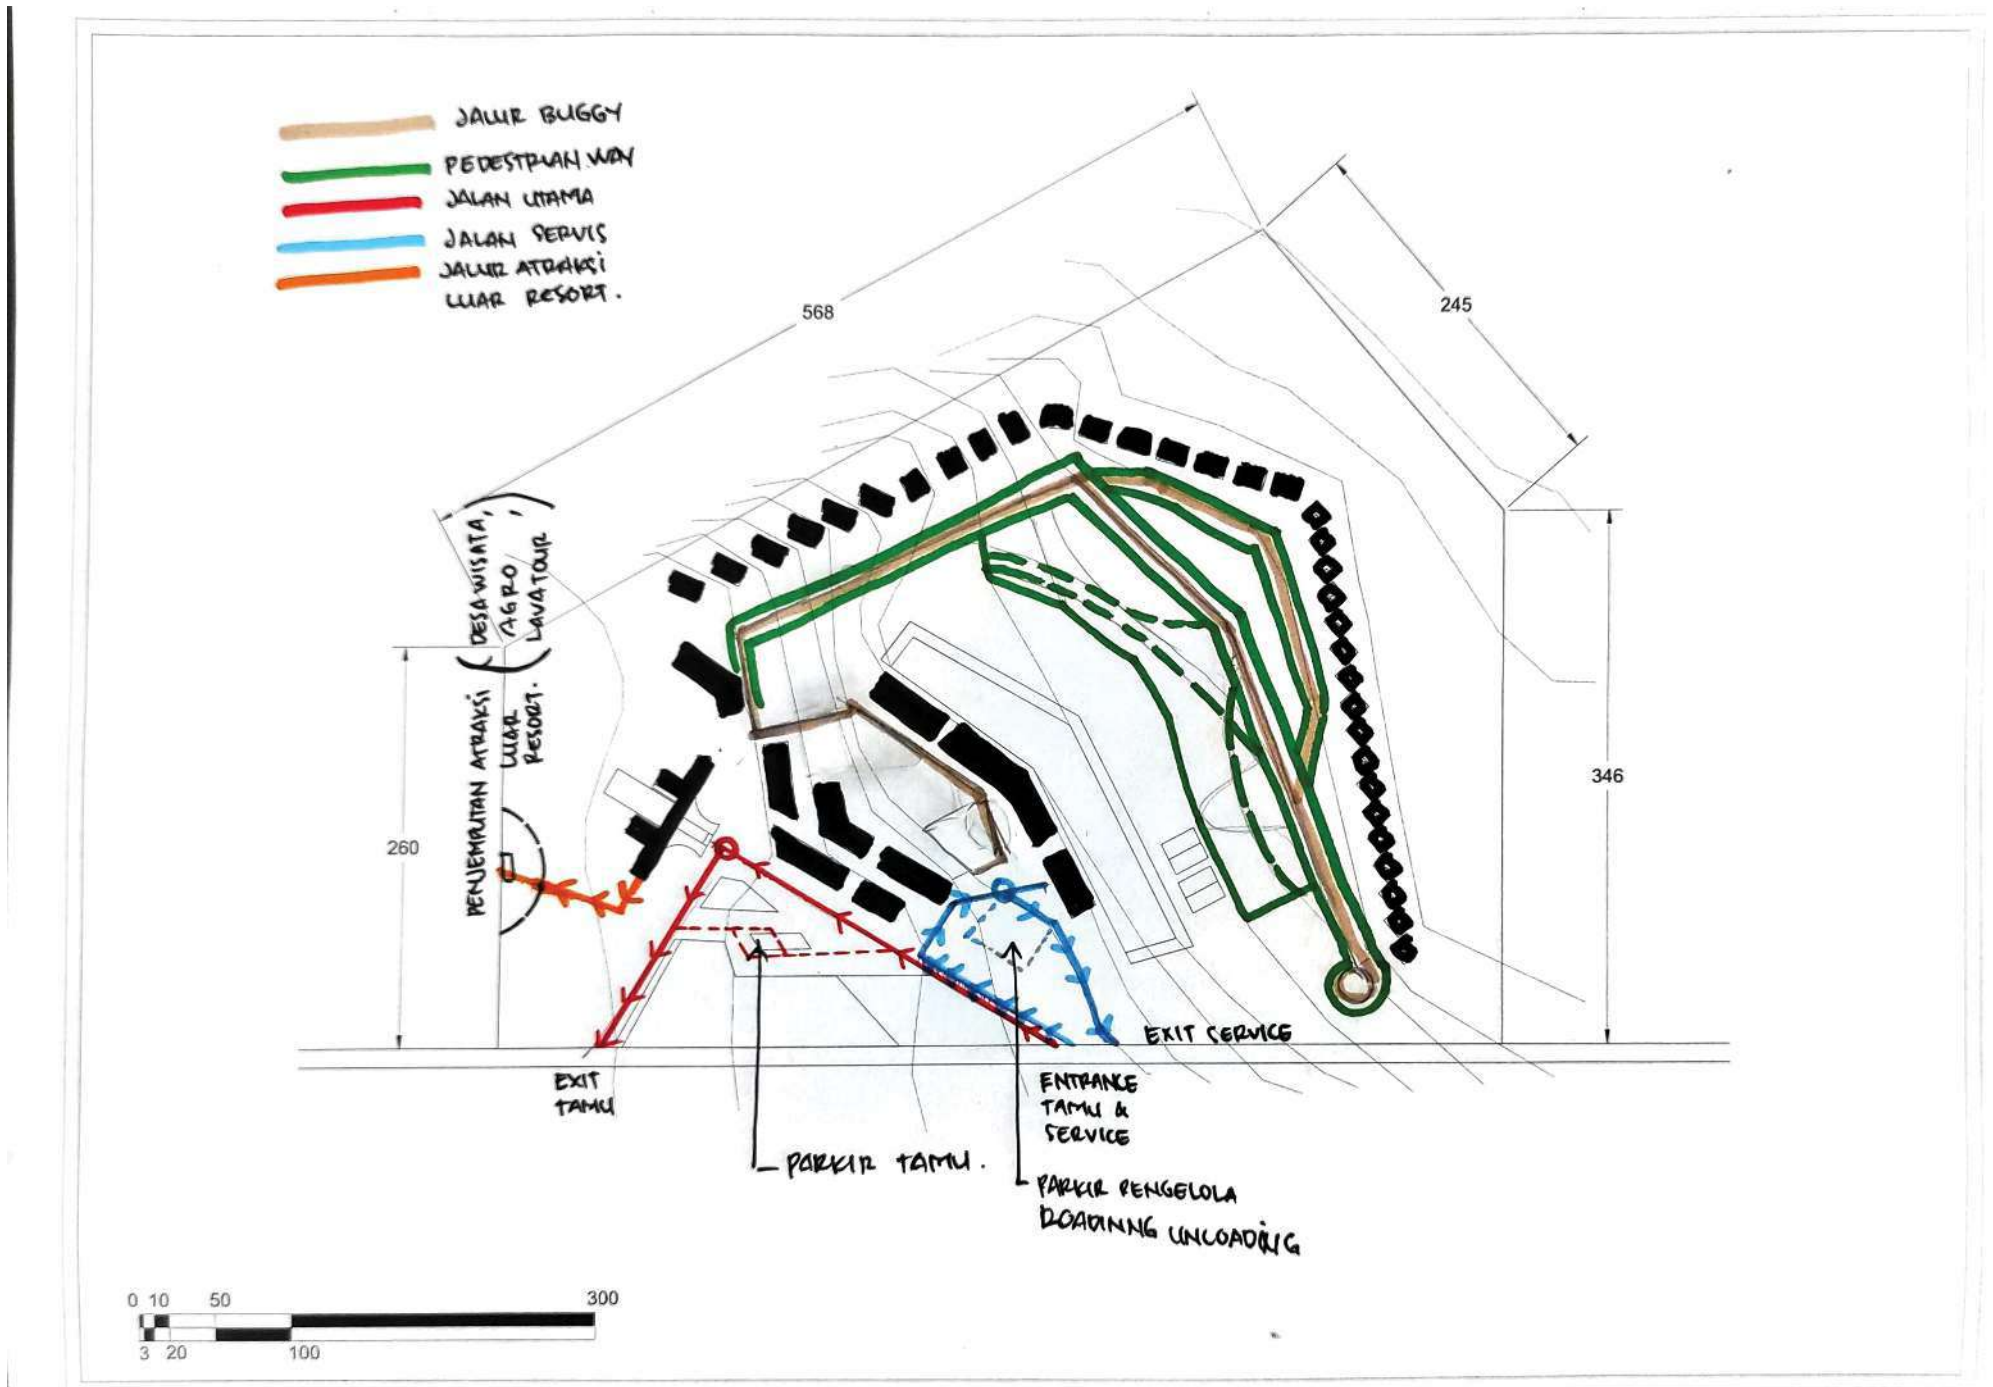 JALUR BUGGY
PEDESTRIAN WAY
JALAN UTAMA
JALAN SERVIS
JALUR ATRAKSI
LUAR RESORT.
568
245
346
260
PENJEMPUTAN ATRAKSI
LUAR
RESORT.
(DESA WISATA,
AGRO
LAVATOUR)
EXIT SERVICE
EXIT
TAMU
ENTRANCE
TAMU &
SERVICE
PARKIR TAMU.
PARKIR PENGELOLA
LOADINNG UNLOADING
0 10 50 300
3 20 100